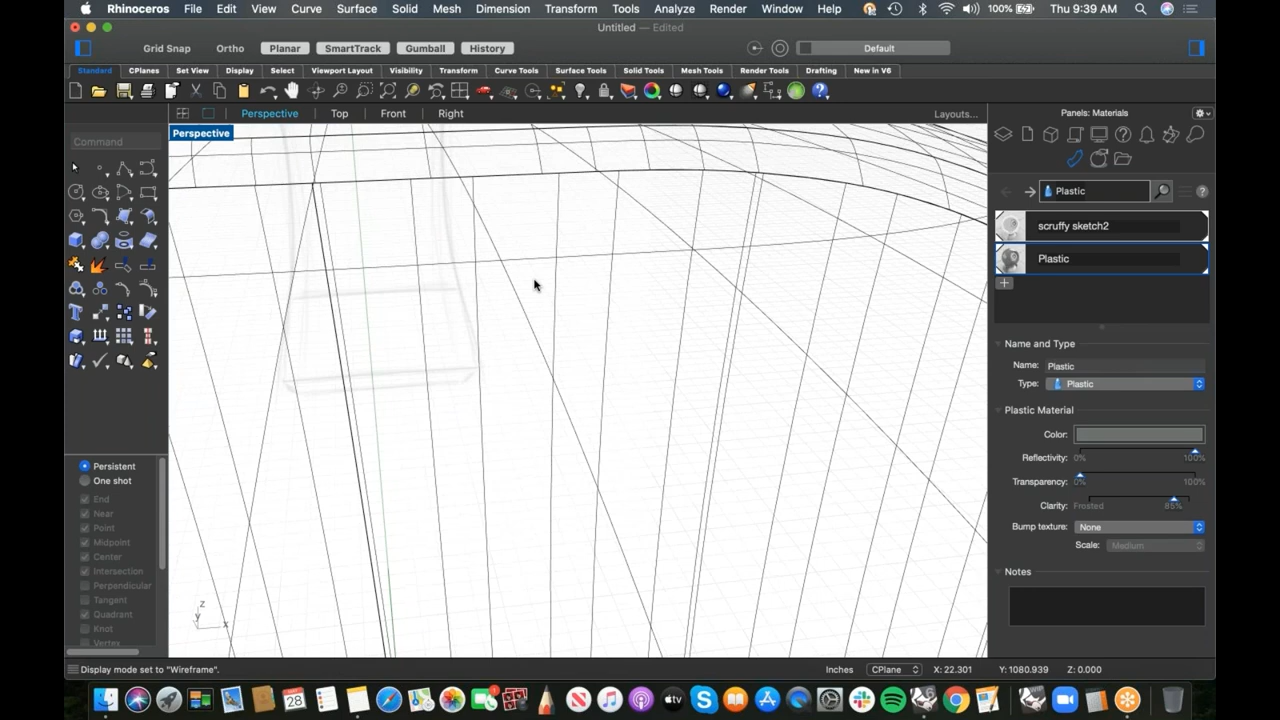 Rhinoceros File Edit View Curve Surface Solid Mesh Dimension Transform Tools Analyze Render Window Help 100% Thu 9:39 AM
Untitled — Edited
Grid Snap Ortho Planar SmartTrack Gumball History Default
Standard CPlanes Set View Display Select Viewport Layout Visibility Transform Curve Tools Surface Tools Solid Tools Mesh Tools Render Tools Drafting New in V6
Perspective Top Front Right Layouts... Panels: Materials
Perspective
Command
Plastic
scruffy sketch2
Plastic
Name and Type
Name: Plastic
Type: Plastic
Plastic Material
Color:
Reflectivity: 0% 100%
Transparency: 0% 100%
Clarity: Frosted 85%
Bump texture: None
Scale: Medium
Notes
Persistent
One shot
End
Near
Point
Midpoint
Center
Intersection
Perpendicular
Tangent
Quadrant
Knot
Vertex
z
y
x
Display mode set to "Wireframe". Inches CPlane X: 22.301 Y: 1080.939 Z: 0.000
28